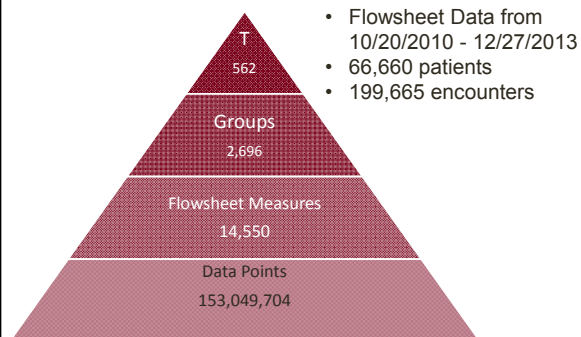 T
562
Groups
2,696
Flowsheet Measures
14,550
Data Points
153,049,704
• Flowsheet Data from
10/20/2010 - 12/27/2013
• 66,660 patients
• 199,665 encounters